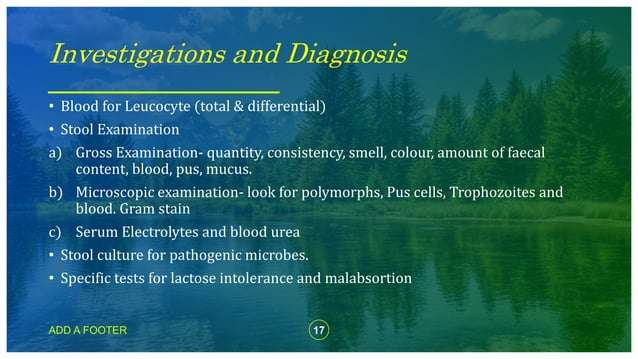 Investigations and Diagnosis
• Blood for Leucocyte (total & differential)
• Stool Examination
a) Gross Examination- quantity, consistency, smell, colour, amount of faecal
content, blood, pus, mucus.
b) Microscopic examination- look for polymorphs, Pus cells, Trophozoites and
blood. Gram stain
c) Serum Electrolytes and blood urea
• Stool culture for pathogenic microbes.
• Specific tests for lactose intolerance and malabsortion
ADD A FOOTER
17